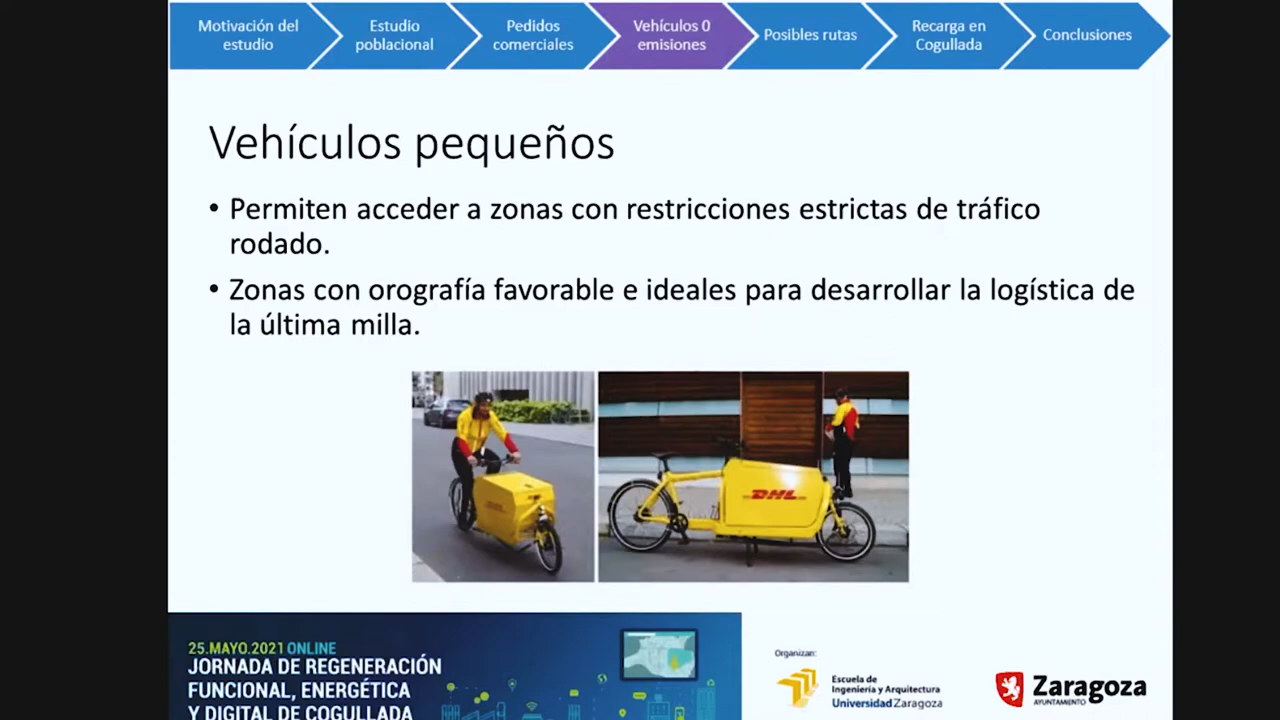 Motivación del
estudio
Estudio
poblacional
Pedidos
comerciales
Vehículos 0
emisiones
Posibles rutas
Recarga en
Cogullada
Conclusiones
Vehículos pequeños
• Permiten acceder a zonas con restricciones estrictas de tráfico
rodado.
• Zonas con orografía favorable e ideales para desarrollar la logística de
la última milla.
DHL
DHL
25.MAYO.2021 ONLINE
JORNADA DE REGENERACIÓN
FUNCIONAL, ENERGÉTICA
Y DIGITAL DE COGULLADA
Organizan:
Escuela de
Ingeniería y Arquitectura
Universidad Zaragoza
Zaragoza
AYUNTAMIENTO